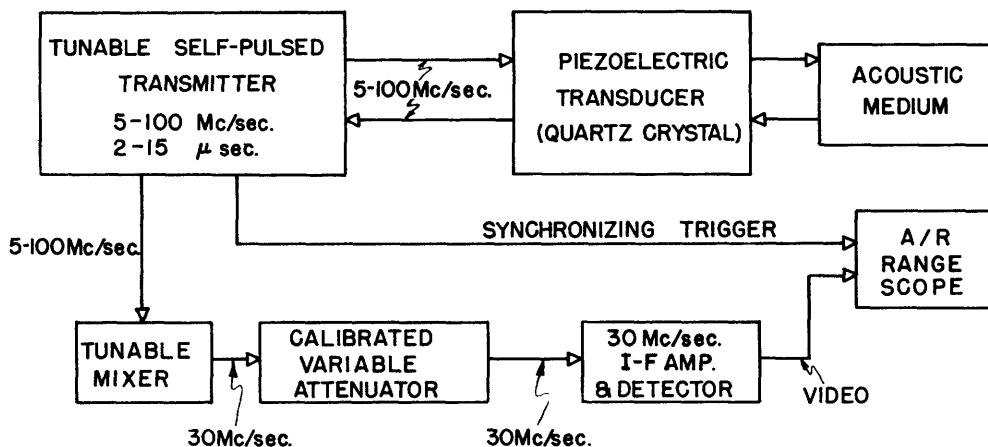 TUNABLE SELF-PULSED
TRANSMITTER
5-100 Mc/sec.
2-15 μ sec.
5-100Mc/sec.
PIEZOELECTRIC
TRANSDUCER
(QUARTZ CRYSTAL)
ACOUSTIC
MEDIUM
5-100Mc/sec.
SYNCHRONIZING TRIGGER
A/R
RANGE
SCOPE
TUNABLE
MIXER
30Mc/sec.
CALIBRATED
VARIABLE
ATTENUATOR
30Mc/sec.
30 Mc/sec.
I-F AMP.
& DETECTOR
VIDEO